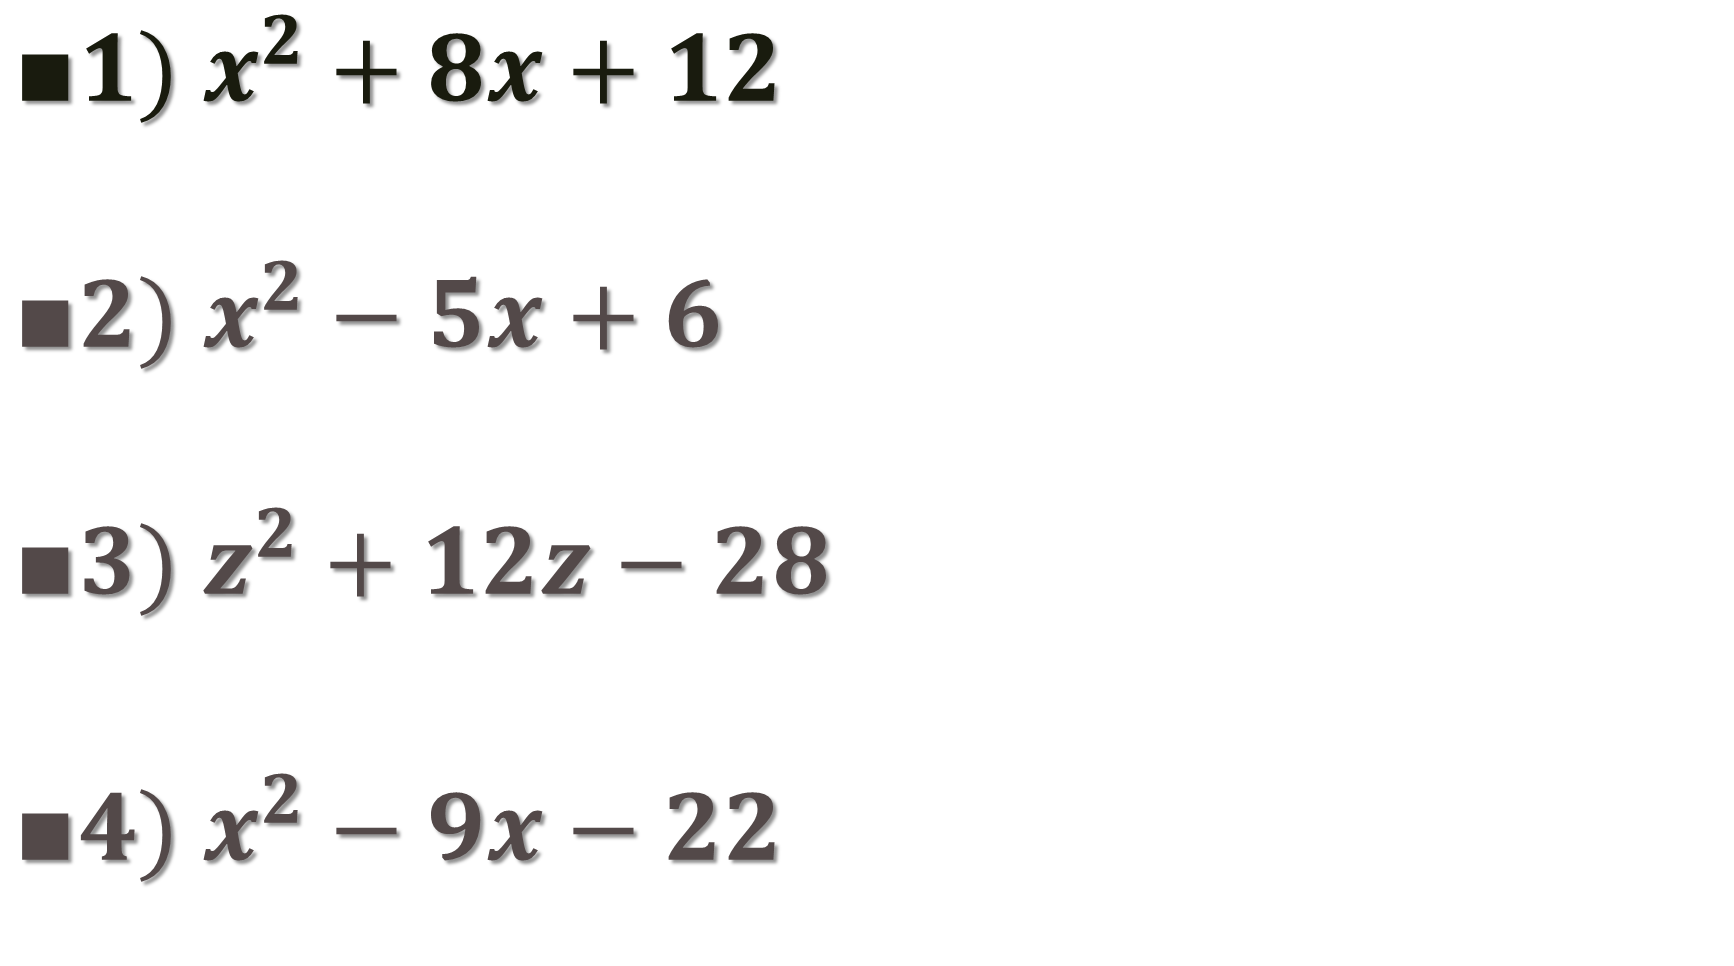 ■1) x² + 8x + 12
■2) x² − 5x + 6
■3) z² + 12z − 28
■4) x² − 9x − 22